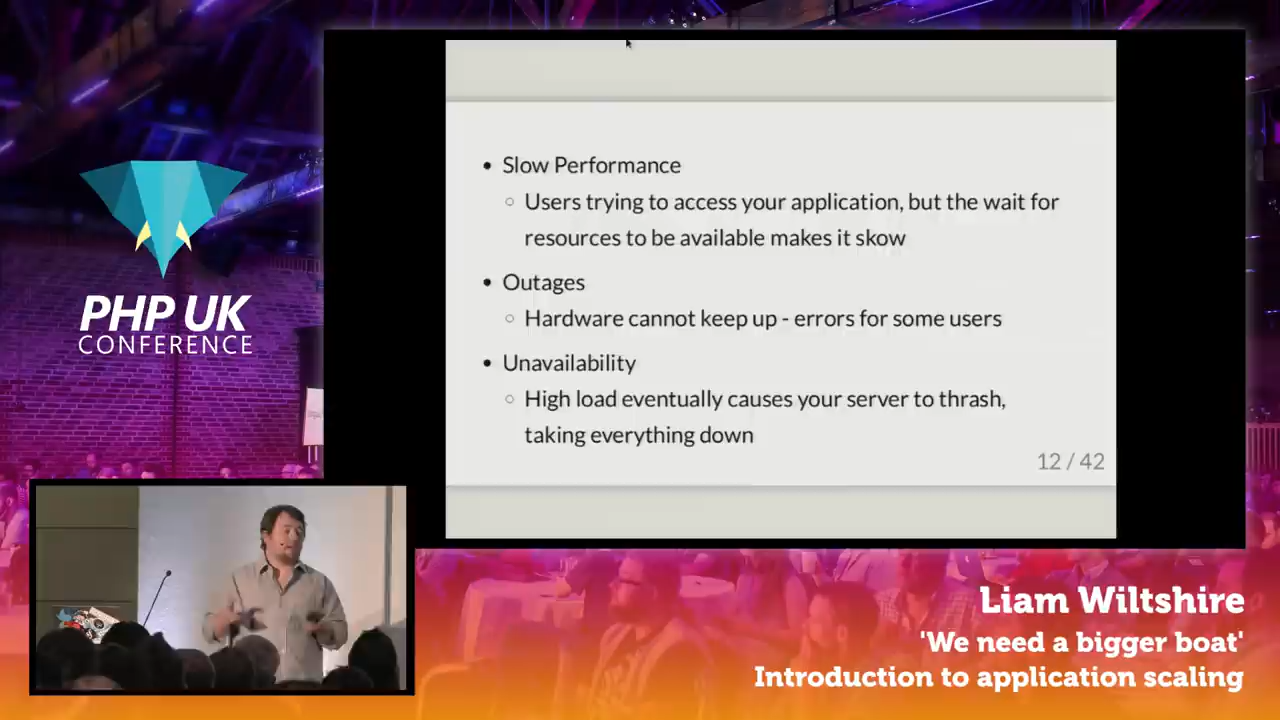 Slow Performance
Users trying to access your application, but the wait for
resources to be available makes it skow
Outages
Hardware cannot keep up - errors for some users
Unavailability
High load eventually causes your server to thrash,
taking everything down
12 / 42
PHP UK
CONFERENCE
Liam Wiltshire
'We need a bigger boat'
Introduction to application scaling